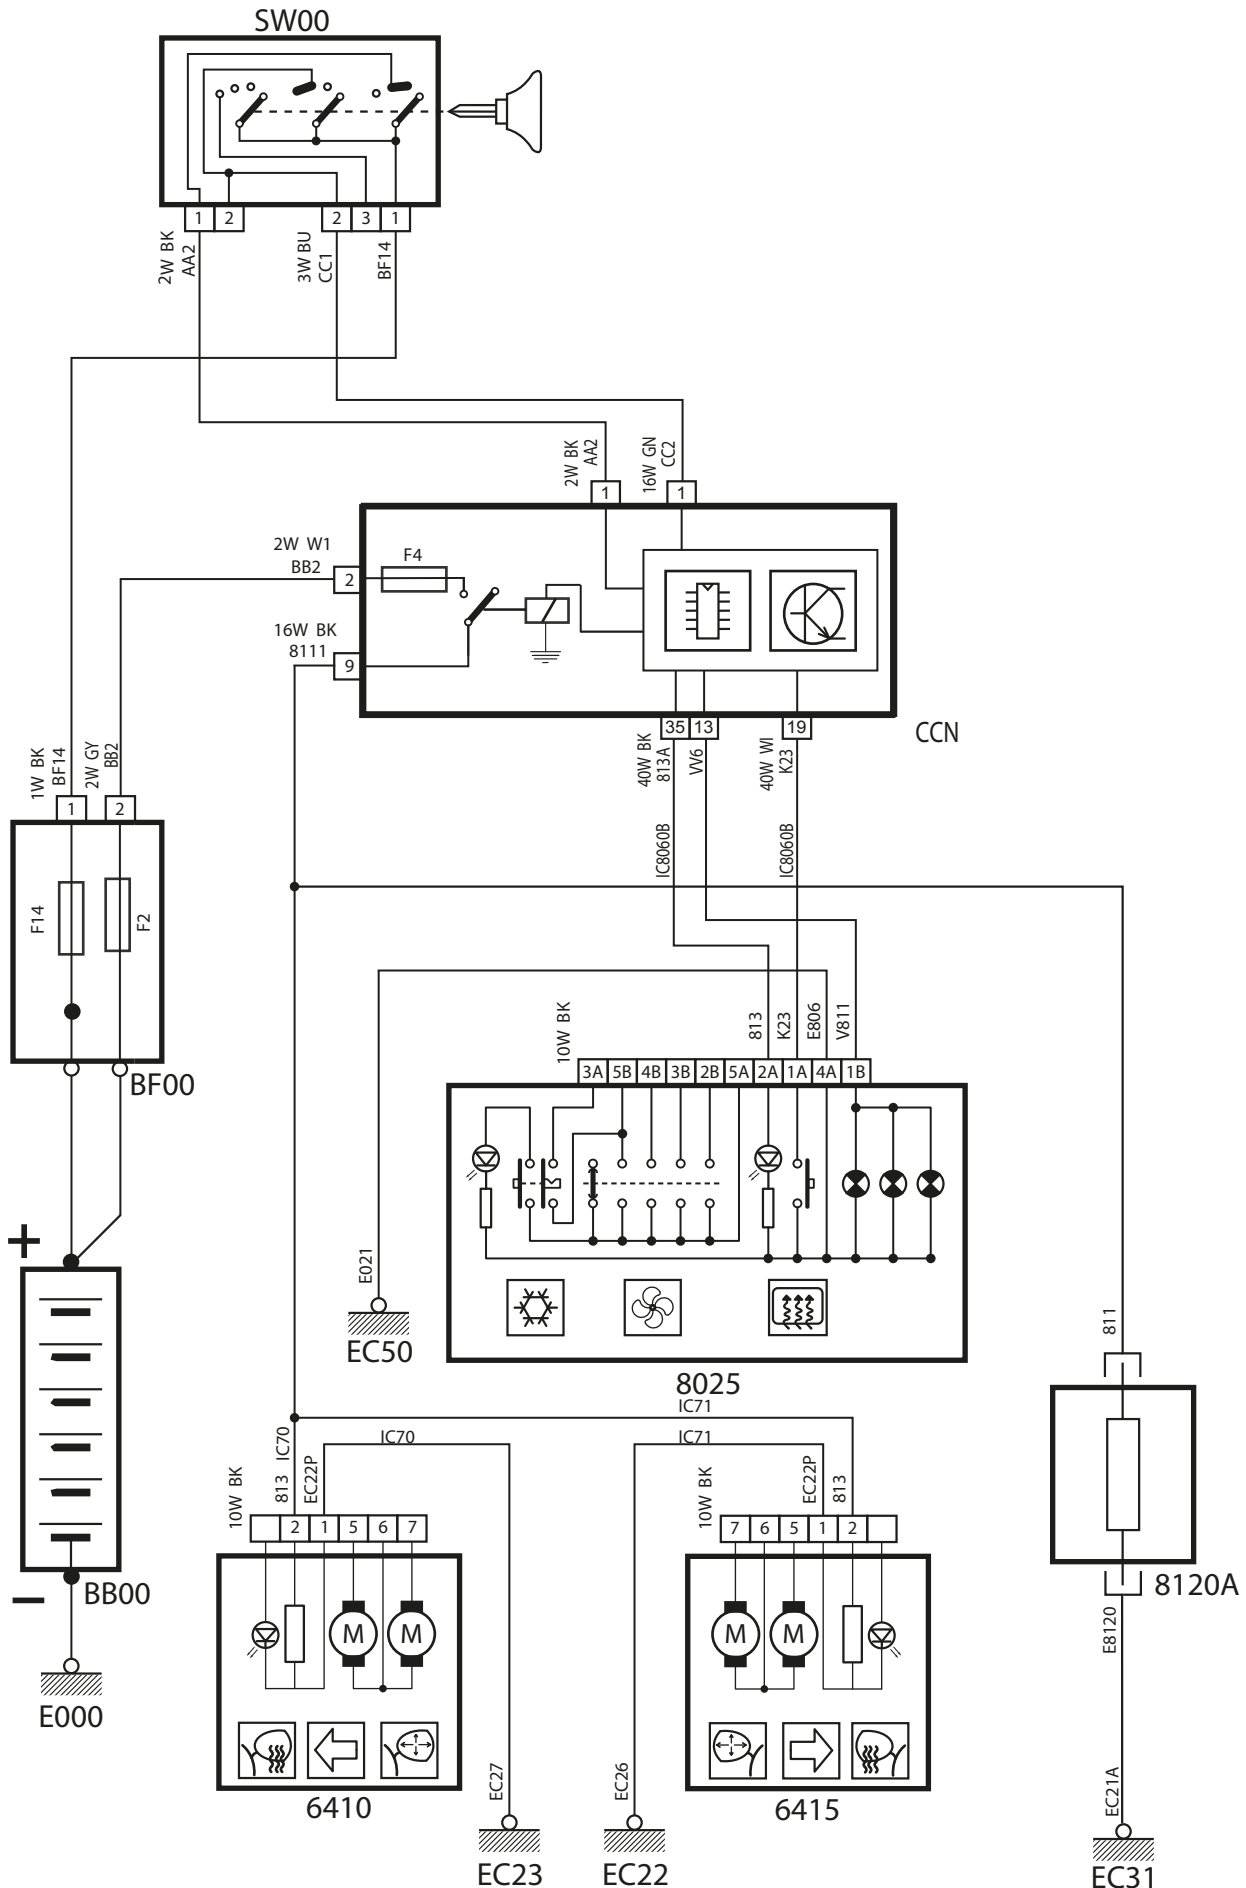 SW00
1
2
2
3
1
2W BK
AA2
3W BU
CC1
BF14
2W BK
AA2
16W GN
CC2
1
1
2W W1
BB2
2
F4
16W BK
8111
9
35
13
19
CCN
40W BK
813A
VV6
40W WI
K23
1W BK
BF14
2W GY
BB2
1
2
IC8060B
IC8060B
F14
F2
BF00
10W BK
813
K23
E806
V811
3A
5B
4B
3B
2B
5A
2A
1A
4A
1B
+
E021
EC50
8025
811
IC71
IC70
IC71
10W BK
813
IC70
EC22P
10W BK
EC22P
813
2
1
5
6
7
7
6
5
1
2
BB00
−
8120A
E8120
M
M
M
M
E000
6410
6415
EC27
EC26
EC21A
EC23
EC22
EC31